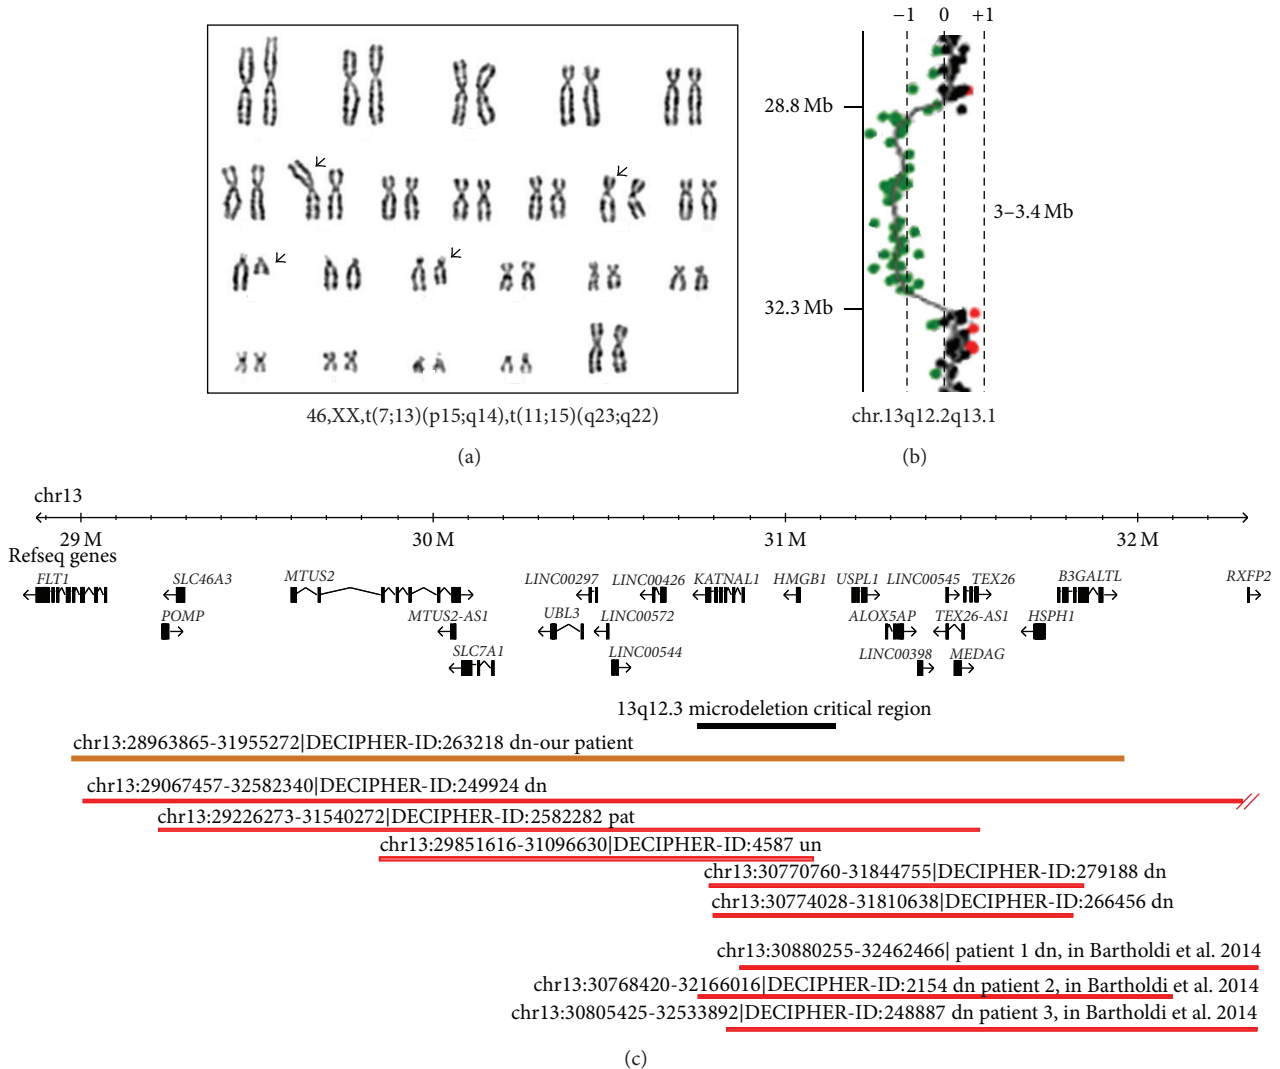 −1 0 +1
28.8 Mb
3–3.4 Mb
32.3 Mb
46,XX,t(7;13)(p15;q14),t(11;15)(q23;q22)
chr.13q12.2q13.1
(a)
(b)
chr13
29 M 30 M 31 M 32 M
Refseq genes
FLT1 SLC46A3 MTUS2 LINC00297 LINC00426 KATNAL1 HMGB1 USPL1 LINC00545 TEX26 B3GALTL RXFP2
POMP MTUS2-AS1 UBL3 LINC00572 ALOX5AP TEX26-AS1 HSPH1
SLC7A1 LINC00544 LINC00398 MEDAG
13q12.3 microdeletion critical region
chr13:28963865-31955272|DECIPHER-ID:263218 dn-our patient
chr13:29067457-32582340|DECIPHER-ID:249924 dn
chr13:29226273-31540272|DECIPHER-ID:2582282 pat
chr13:29851616-31096630|DECIPHER-ID:4587 un
chr13:30770760-31844755|DECIPHER-ID:279188 dn
chr13:30774028-31810638|DECIPHER-ID:266456 dn
chr13:30880255-32462466| patient 1 dn, in Bartholdi et al. 2014
chr13:30768420-32166016|DECIPHER-ID:2154 dn patient 2, in Bartholdi et al. 2014
chr13:30805425-32533892|DECIPHER-ID:248887 dn patient 3, in Bartholdi et al. 2014
(c)